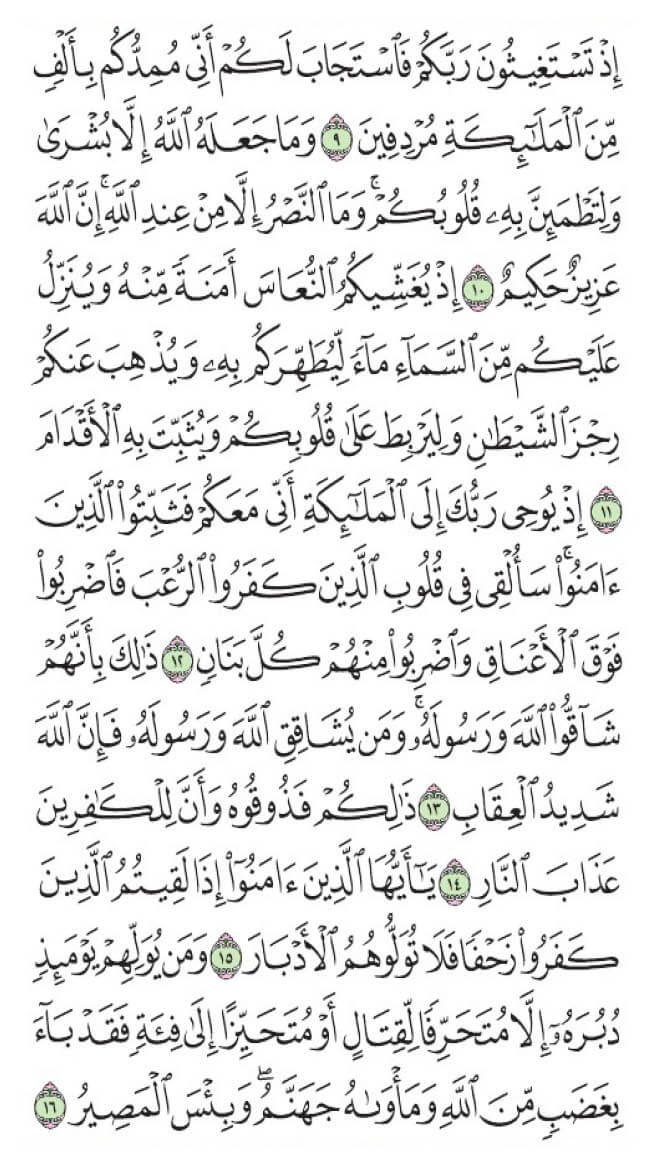 إِذْ تَسْتَغِيثُونَ رَبَّكُمْ فَٱسْتَجَابَ لَكُمْ أَنِّى مُمِدُّكُم بِأَلْفٍ
مِّنَ ٱلْمَلَـٰٓئِكَةِ مُرْدِفِينَ ٩ وَمَا جَعَلَهُ ٱللَّهُ إِلَّا بُشْرَىٰ
وَلِتَطْمَئِنَّ بِهِۦ قُلُوبُكُمْ ۚ وَمَا ٱلنَّصْرُ إِلَّا مِنْ عِندِ ٱللَّهِ ۚ إِنَّ ٱللَّهَ
عَزِيزٌ حَكِيمٌ ١٠ إِذْ يُغَشِّيكُمُ ٱلنُّعَاسَ أَمَنَةً مِّنْهُ وَيُنَزِّلُ
عَلَيْكُم مِّنَ ٱلسَّمَآءِ مَآءً لِّيُطَهِّرَكُم بِهِۦ وَيُذْهِبَ عَنكُمْ
رِجْزَ ٱلشَّيْطَـٰنِ وَلِيَرْبِطَ عَلَىٰ قُلُوبِكُمْ وَيُثَبِّتَ بِهِ ٱلْأَقْدَامَ
١١ إِذْ يُوحِى رَبُّكَ إِلَى ٱلْمَلَـٰٓئِكَةِ أَنِّى مَعَكُمْ فَثَبِّتُوا۟ ٱلَّذِينَ
ءَامَنُوا۟ ۚ سَأُلْقِى فِى قُلُوبِ ٱلَّذِينَ كَفَرُوا۟ ٱلرُّعْبَ فَٱضْرِبُوا۟
فَوْقَ ٱلْأَعْنَاقِ وَٱضْرِبُوا۟ مِنْهُمْ كُلَّ بَنَانٍ ١٢ ذَٰلِكَ بِأَنَّهُمْ
شَآقُّوا۟ ٱللَّهَ وَرَسُولَهُۥ ۚ وَمَن يُشَاقِقِ ٱللَّهَ وَرَسُولَهُۥ فَإِنَّ ٱللَّهَ
شَدِيدُ ٱلْعِقَابِ ١٣ ذَٰلِكُمْ فَذُوقُوهُ وَأَنَّ لِلْكَـٰفِرِينَ
عَذَابَ ٱلنَّارِ ١٤ يَـٰٓأَيُّهَا ٱلَّذِينَ ءَامَنُوٓا۟ إِذَا لَقِيتُمُ ٱلَّذِينَ
كَفَرُوا۟ زَحْفًا فَلَا تُوَلُّوهُمُ ٱلْأَدْبَارَ ١٥ وَمَن يُوَلِّهِمْ يَوْمَئِذٍ
دُبُرَهُۥٓ إِلَّا مُتَحَرِّفًا لِّقِتَالٍ أَوْ مُتَحَيِّزًا إِلَىٰ فِئَةٍ فَقَدْ بَآءَ
بِغَضَبٍ مِّنَ ٱللَّهِ وَمَأْوَىٰهُ جَهَنَّمُ ۖ وَبِئْسَ ٱلْمَصِيرُ ١٦